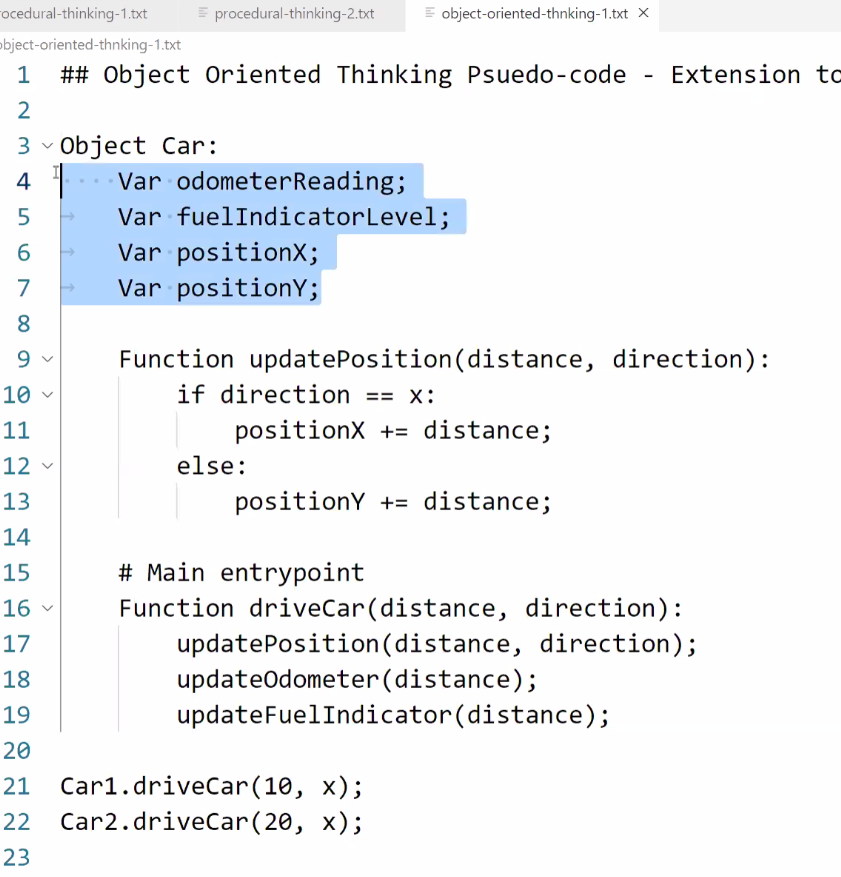 ocedural-thinking-1.txt procedural-thinking-2.txt object-oriented-thnking-1.txt ×
bject-oriented-thnking-1.txt
1 ## Object Oriented Thinking Psuedo-code - Extension to
2
3 Object Car:
4 Var odometerReading;
5 Var fuelIndicatorLevel;
6 Var positionX;
7 Var positionY;
8
9 Function updatePosition(distance, direction):
10 if direction == x:
11 positionX += distance;
12 else:
13 positionY += distance;
14
15 # Main entrypoint
16 Function driveCar(distance, direction):
17 updatePosition(distance, direction);
18 updateOdometer(distance);
19 updateFuelIndicator(distance);
20
21 Car1.driveCar(10, x);
22 Car2.driveCar(20, x);
23